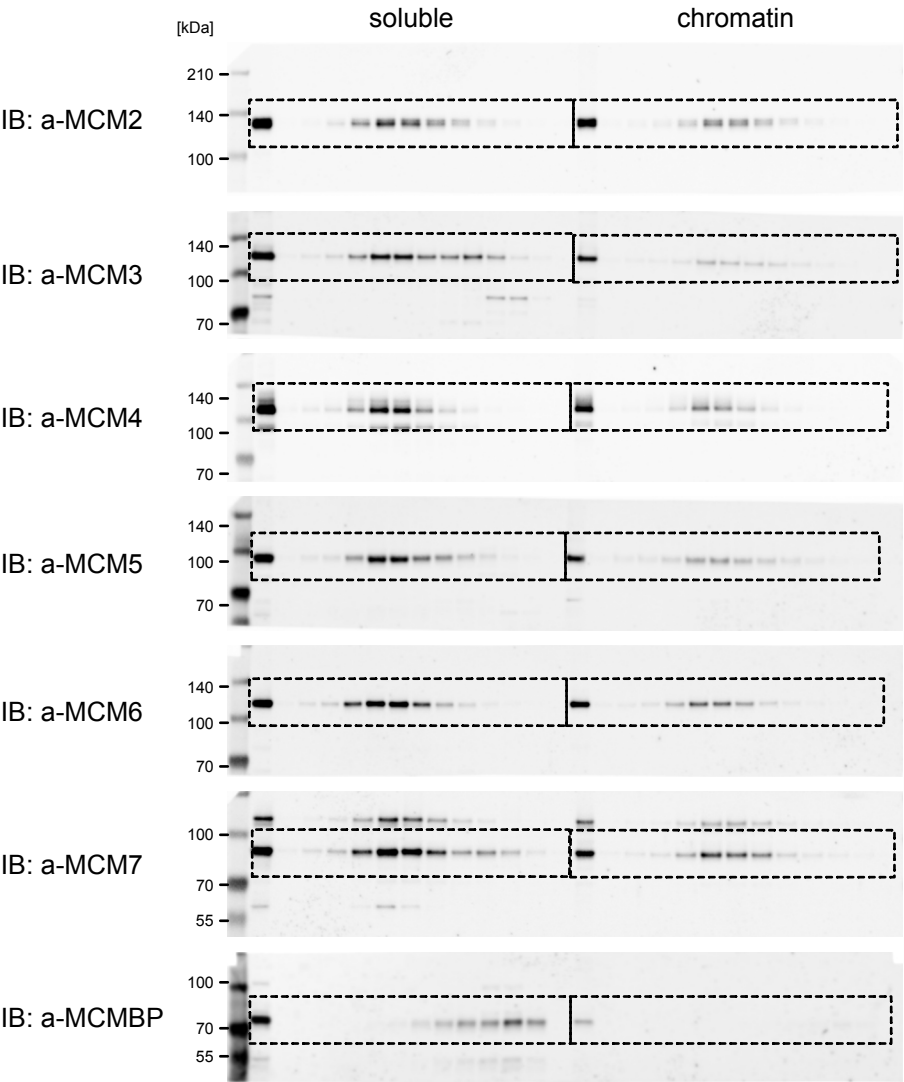 soluble chromatin
[kDa]
210
IB: a-MCM2
140
100
IB: a-MCM3
140
100
70
IB: a-MCM4
140
100
70
IB: a-MCM5
140
100
70
IB: a-MCM6
140
100
70
IB: a-MCM7
100
70
55
IB: a-MCMBP
100
70
55